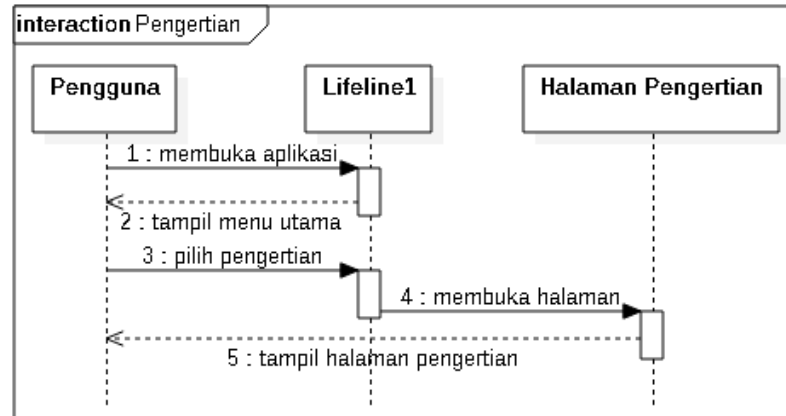 interaction Pengertian
Pengguna
Lifeline1
Halaman Pengertian
1 : membuka aplikasi
2 : tampil menu utama
3 : pilih pengertian
4 : membuka halaman
5 : tampil halaman pengertian